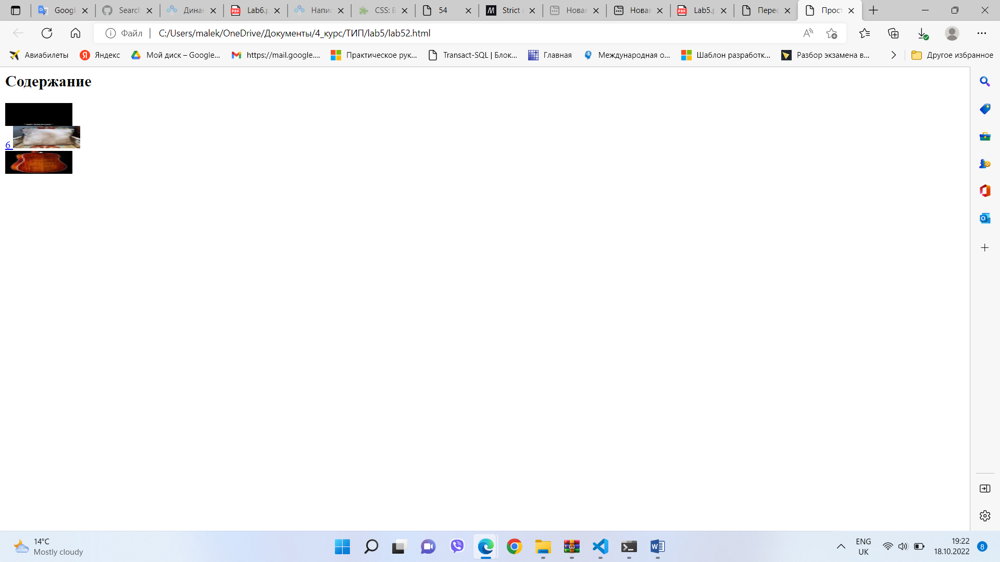 Googl
Search
Динам
Lab6.p
Напис
CSS: В
54
Strict
Новая
Новая
Lab5.p
Перес
Прост
Файл
C:/Users/malek/OneDrive/Документы/4_курс/ТИП/lab5/lab52.html
Авиабилеты
Яндекс
Мой диск – Google...
https://mail.google....
Практическое рук...
Transact-SQL | Блок...
Главная
Международная о...
Шаблон разработк...
Разбор экзамена в...
Другое избранное
Содержание
6
14°C
Mostly cloudy
ENG
UK
19:22
18.10.2022
8